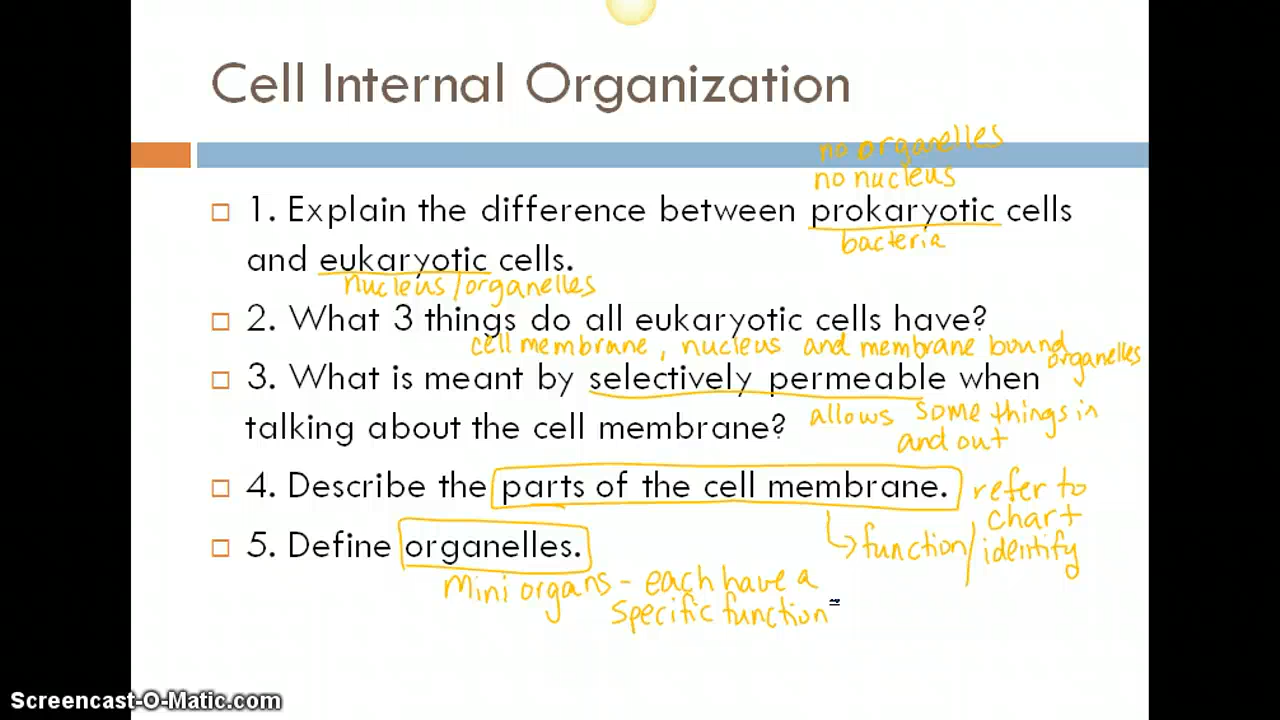 Cell Internal Organization
no organelles
no nucleus
1. Explain the difference between prokaryotic cells
bacteria
and eukaryotic cells.
nucleus/organelles
2. What 3 things do all eukaryotic cells have?
cell membrane, nucleus and membrane bound
organelles
3. What is meant by selectively permeable when
allows some things in
talking about the cell membrane?
and out
4. Describe the parts of the cell membrane. refer to
chart
5. Define organelles.
function/identify
Mini organs - each have a
specific function
Screencast-O-Matic.com